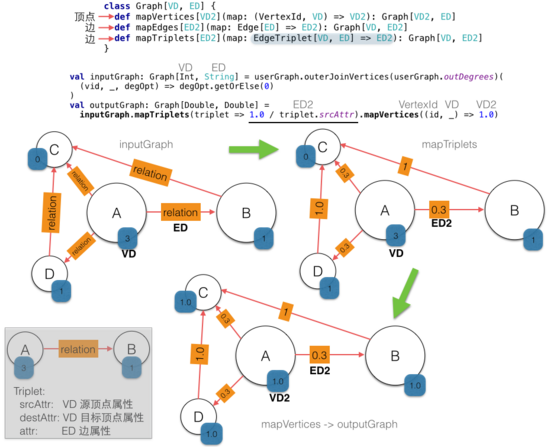 class Graph[VD, ED] {
顶点 def mapVertices[VD2](map: (VertexId, VD) => VD2): Graph[VD2, ED]
边 def mapEdges[ED2](map: Edge[ED] => ED2): Graph[VD, ED2]
边 def mapTriplets[ED2](map: EdgeTriplet[VD, ED] => ED2): Graph[VD, ED2]
}
VD ED
val inputGraph: Graph[Int, String] = userGraph.outerJoinVertices(userGraph.outDegrees)(
(vid, _, degOpt) => degOpt.getOrElse(0)
)
ED2 VertexId VD VD2
val outputGraph: Graph[Double, Double] =
inputGraph.mapTriplets(triplet => 1.0 / triplet.srcAttr).mapVertices((id, _) => 1.0)
inputGraph
C
0
relation
relation
relation
A
3
VD
relation
ED
B
1
relation
D
1
mapTriplets
C
0
1
0.3
1.0
A
3
VD
0.3
ED2
B
1
0.3
D
1
C
1.0
1
0.3
1.0
A
1.0
VD2
0.3
ED2
B
1.0
0.3
D
1.0
mapVertices -> outputGraph
A
3
relation
B
1
Triplet:
srcAttr: VD 源顶点属性
destAttr: VD 目标顶点属性
attr: ED 边属性